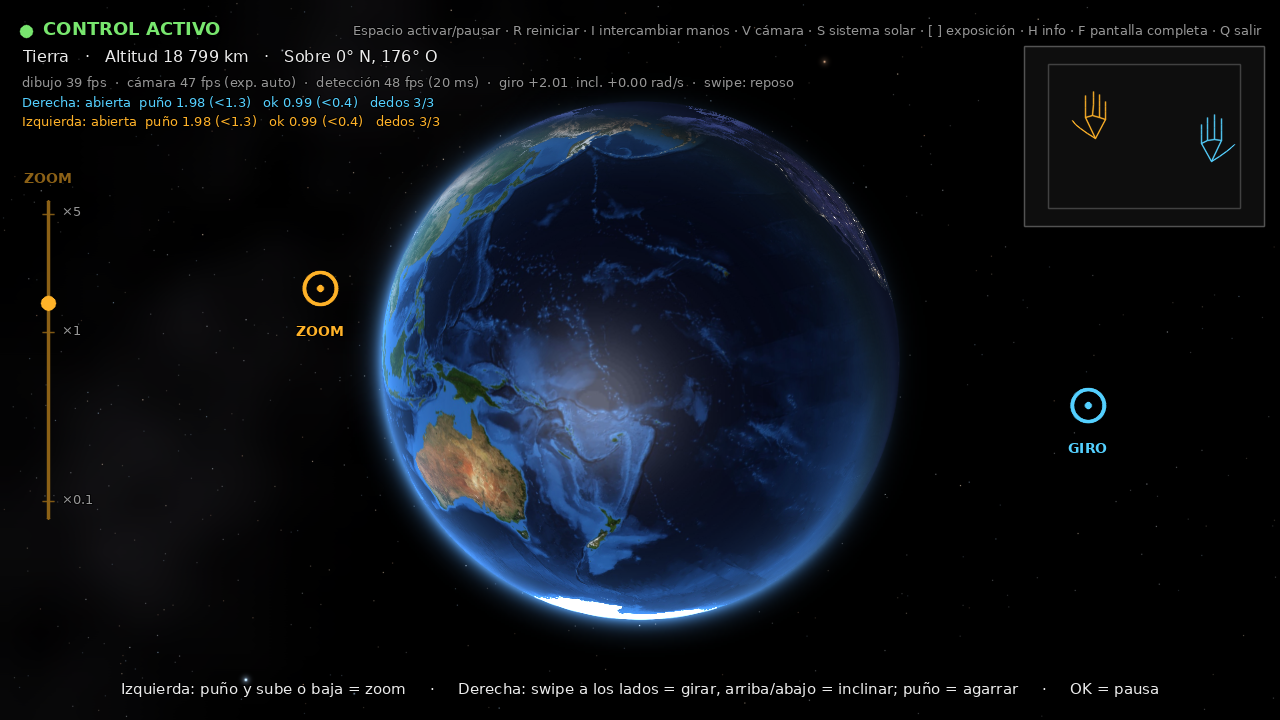 CONTROL ACTIVO
Espacio activar/pausar · R reiniciar · I intercambiar manos · V cámara · S sistema solar · [ ] exposición · H info · F pantalla completa · Q salir
Tierra · Altitud 18 799 km · Sobre 0° N, 176° O
dibujo 39 fps · cámara 47 fps (exp. auto) · detección 48 fps (20 ms) · giro +2.01 incl. +0.00 rad/s · swipe: reposo
Derecha: abierta puño 1.98 (<1.3) ok 0.99 (<0.4) dedos 3/3
Izquierda: abierta puño 1.98 (<1.3) ok 0.99 (<0.4) dedos 3/3
ZOOM
×5
×1
×0.1
ZOOM
GIRO
Izquierda: puño y sube o baja = zoom · Derecha: swipe a los lados = girar, arriba/abajo = inclinar; puño = agarrar · OK = pausa